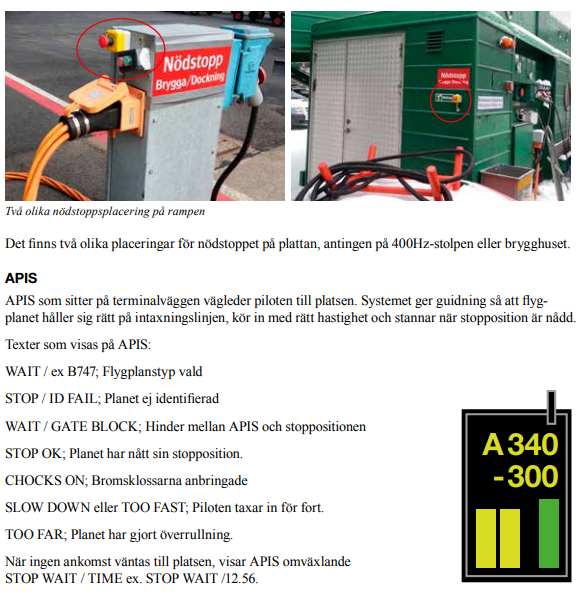 Nödstopp
Brygga/Dockning
Nödstopp
Två olika nödstoppsplacering på rampen
Det finns två olika placeringar för nödstoppet på plattan, antingen på 400Hz-stolpen eller brygghuset.
APIS
APIS som sitter på terminalväggen vägleder piloten till platsen. Systemet ger guidning så att flyg-
planet håller sig rätt på intaxningslinjen, kör in med rätt hastighet och stannar när stopposition är nådd.
Texter som visas på APIS:
WAIT / ex B747; Flygplanstyp vald
STOP / ID FAIL; Planet ej identifierad
WAIT / GATE BLOCK; Hinder mellan APIS och stoppositionen
STOP OK; Planet har nått sin stopposition.
CHOCKS ON; Bromsklossarna anbringade
SLOW DOWN eller TOO FAST; Piloten taxar in för fort.
TOO FAR; Planet har gjort överrullning.
När ingen ankomst väntas till platsen, visar APIS omväxlande
STOP WAIT / TIME ex. STOP WAIT /12.56.
A 340
-300